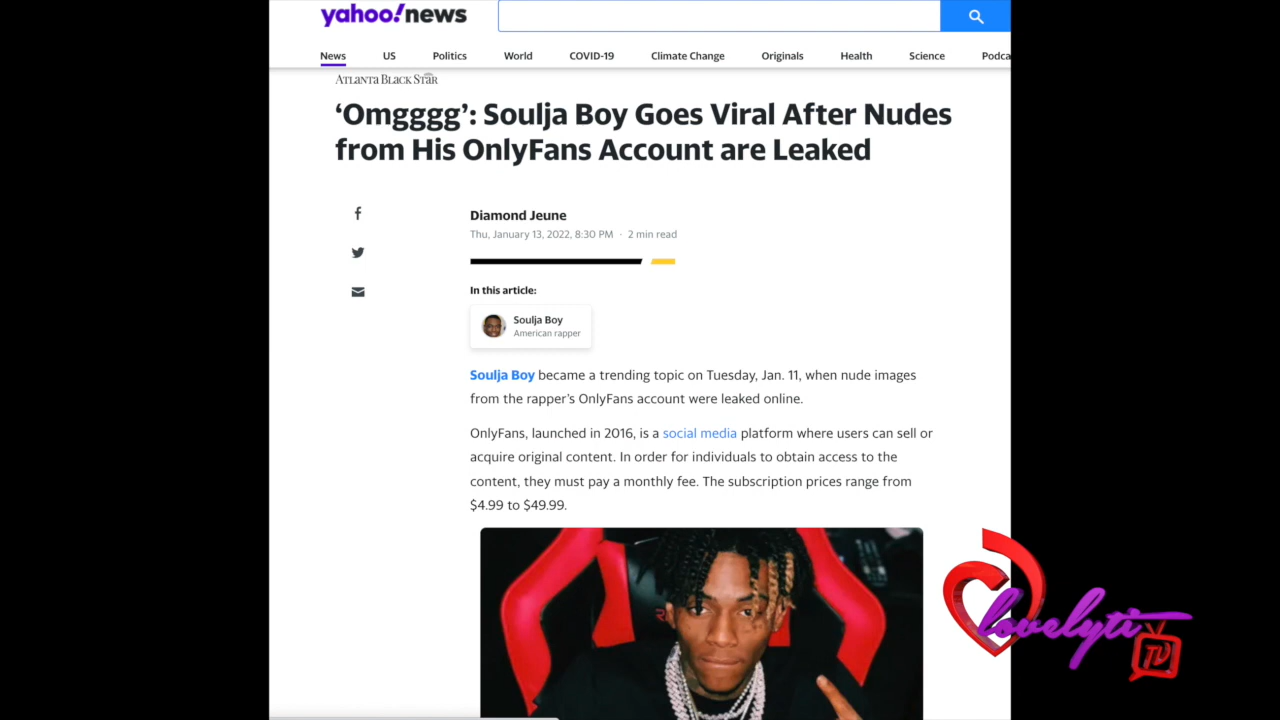 yahoo!news
News US Politics World COVID-19 Climate Change Originals Health Science Podca
ATLANTA BLACK STAR
‘Omgggg’: Soulja Boy Goes Viral After Nudes
from His OnlyFans Account are Leaked
Diamond Jeune
Thu, January 13, 2022, 8:30 PM · 2 min read
In this article:
Soulja Boy
American rapper
Soulja Boy became a trending topic on Tuesday, Jan. 11, when nude images
from the rapper’s OnlyFans account were leaked online.
OnlyFans, launched in 2016, is a social media platform where users can sell or
acquire original content. In order for individuals to obtain access to the
content, they must pay a monthly fee. The subscription prices range from
$4.99 to $49.99.
lovelyti
TV